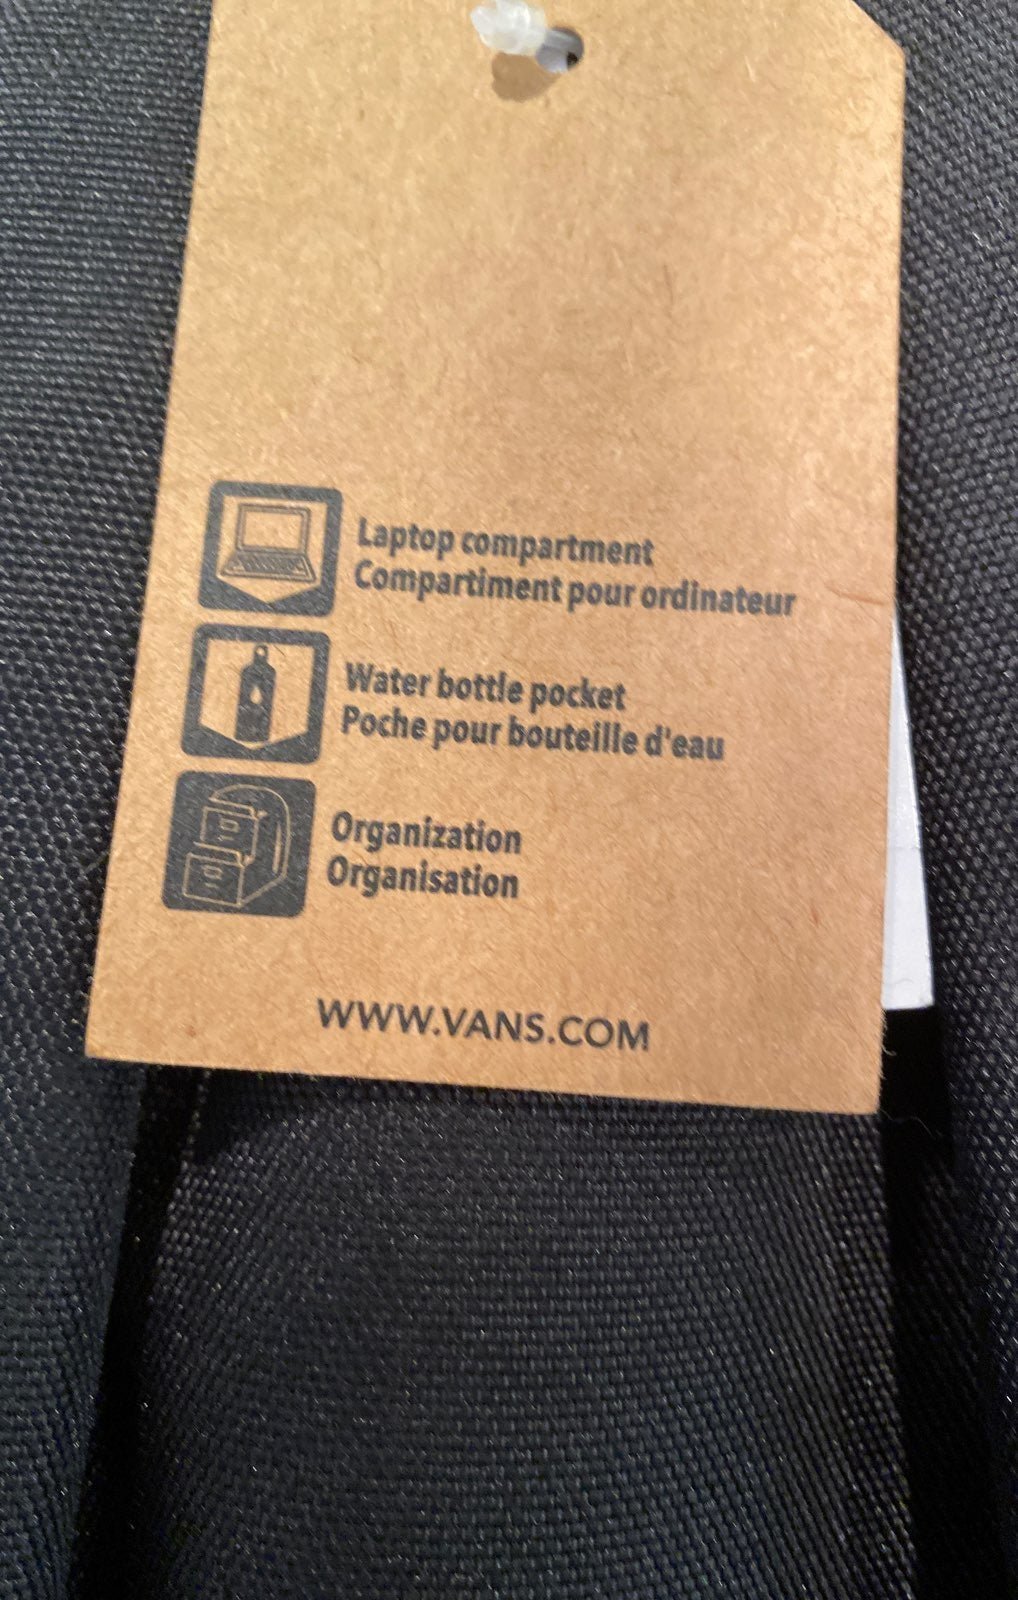 Laptop compartment
Compartiment pour ordinateur
Water bottle pocket
Poche pour bouteille d'eau
Organization
Organisation
WWW.VANS.COM